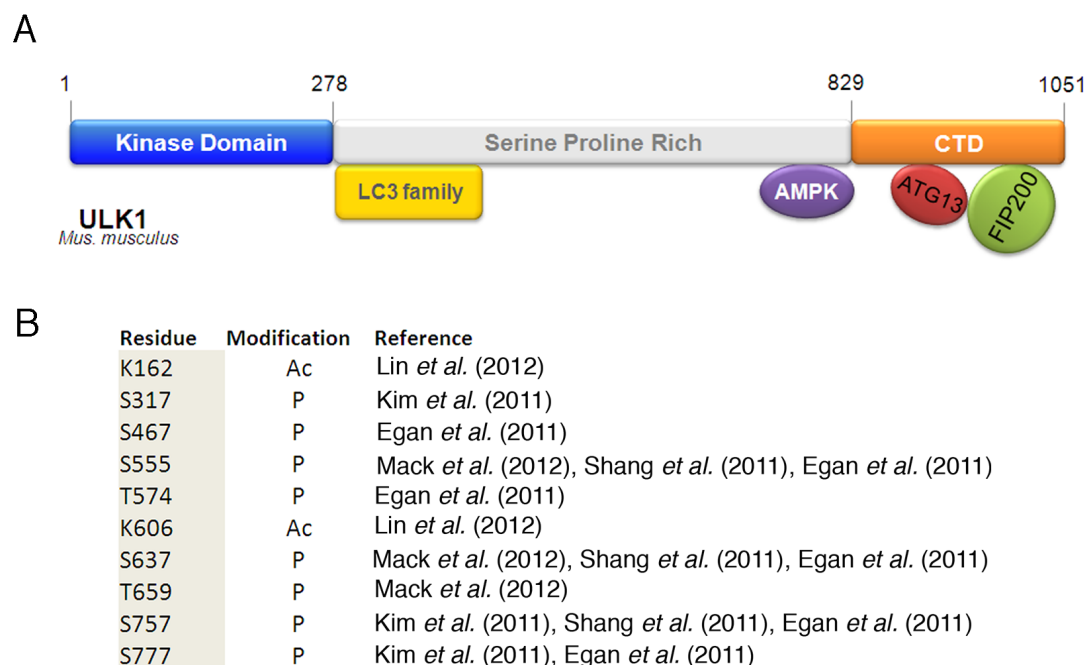 A
1 278 829 1051
Kinase Domain Serine Proline Rich CTD
LC3 family AMPK ATG13 FIP200
ULK1
Mus. musculus
B
Residue Modification Reference
K162 Ac Lin et al. (2012)
S317 P Kim et al. (2011)
S467 P Egan et al. (2011)
S555 P Mack et al. (2012), Shang et al. (2011), Egan et al. (2011)
T574 P Egan et al. (2011)
K606 Ac Lin et al. (2012)
S637 P Mack et al. (2012), Shang et al. (2011), Egan et al. (2011)
T659 P Mack et al. (2012)
S757 P Kim et al. (2011), Shang et al. (2011), Egan et al. (2011)
S777 P Kim et al. (2011), Egan et al. (2011)